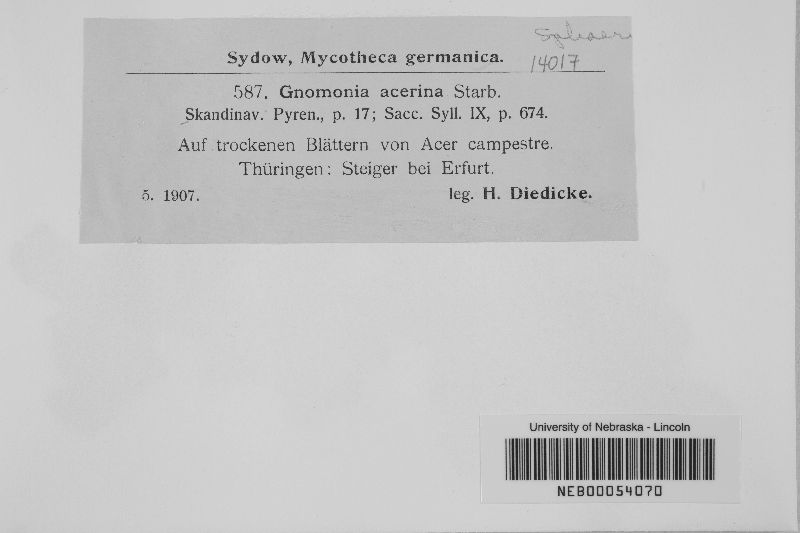 Sydow, Mycotheca germanica.
14017
587. Gnomonia acerina Starb.
Skandinav. Pyren., p. 17; Sacc. Syll. IX, p. 674.
Auf trockenen Blättern von Acer campestre.
Thüringen: Steiger bei Erfurt.
5. 1907. leg. H. Diedicke.
University of Nebraska - Lincoln
NEB00054070